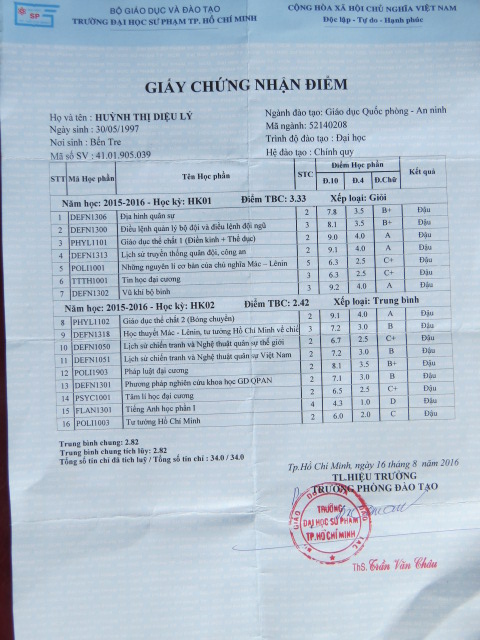 SP
BỘ GIÁO DỤC VÀ ĐÀO TẠO
TRƯỜNG ĐẠI HỌC SƯ PHẠM TP. HỒ CHÍ MINH
CỘNG HÒA XÃ HỘI CHỦ NGHĨA VIỆT NAM
Độc lập - Tự do - Hạnh phúc
GIẤY CHỨNG NHẬN ĐIỂM
Họ và tên : HUỲNH THỊ DIỆU LÝ
Ngày sinh : 30/05/1997
Nơi sinh : Bến Tre
Mã số SV : 41.01.905.039
Ngành đào tạo: Giáo dục Quốc phòng - An ninh
Mã ngành: 52140208
Trình độ đào tạo : Đại học
Hệ đào tạo : Chính quy
STT Mã Học phần Tên Học phần STC Điểm Học phần Kết quả
Đ.10 Đ.4 Đ.Chữ
Năm học: 2015-2016 - Học kỳ: HK01 Điểm TBC: 3.33 Xếp loại: Giỏi
1 DEFN1306 Địa hình quân sự 2 7.8 3.5 B+ Đậu
2 DEFN1300 Điều lệnh quản lý bộ đội và điều lệnh đội ngũ 3 8.1 3.5 B+ Đậu
3 PHYL1101 Giáo dục thể chất 1 (Điền kinh + Thể dục) 2 9.0 4.0 A Đậu
4 DEFN1313 Lịch sử truyền thống quân đội, công an 2 9.1 4.0 A Đậu
5 POLI1001 Những nguyên lí cơ bản của chủ nghĩa Mác – Lênin 5 6.3 2.5 C+ Đậu
6 TTTH1001 Tin học đại cương 3 6.3 2.5 C+ Đậu
7 DEFN1302 Vũ khí bộ binh 3 9.2 4.0 A Đậu
Năm học: 2015-2016 - Học kỳ: HK02 Điểm TBC: 2.42 Xếp loại: Trung bình
8 PHYL1102 Giáo dục thể chất 2 (Bóng chuyền) 2 9.1 4.0 A Đậu
9 DEFN1318 Học thuyết Mác - Lênin, tư tưởng Hồ Chí Minh về chiế 3 7.2 3.0 B Đậu
10 DEFN1050 Lịch sử chiến tranh và Nghệ thuật quân sự thế giới 2 6.7 2.5 C+ Đậu
11 DEFN1051 Lịch sử chiến tranh và Nghệ thuật quân sự Việt Nam 2 7.2 3.0 B Đậu
12 POLI1903 Pháp luật đại cương 2 8.1 3.5 B+ Đậu
13 DEFN1301 Phương pháp nghiên cứu khoa học GD QPAN 2 7.1 3.0 B Đậu
14 PSYC1001 Tâm lí học đại cương 2 6.5 2.5 C+ Đậu
15 FLAN1301 Tiếng Anh học phần I 4 4.3 1.0 D Đậu
16 POLI1003 Tư tưởng Hồ Chí Minh 2 6.0 2.0 C Đậu
Trung bình chung: 2.82
Trung bình chung tích lũy: 2.82
Tổng số tín chỉ đã tích luỹ / Tổng số tín chỉ : 34.0 / 34.0
Tp.Hồ Chí Minh, ngày 16 tháng 8 năm 2016
TL.HIỆU TRƯỞNG
TRƯỞNG PHÒNG ĐÀO TẠO
TRƯỜNG
ĐẠI HỌC SƯ PHẠM
TP.HỒ CHÍ MINH
ThS. Trần Văn Châu